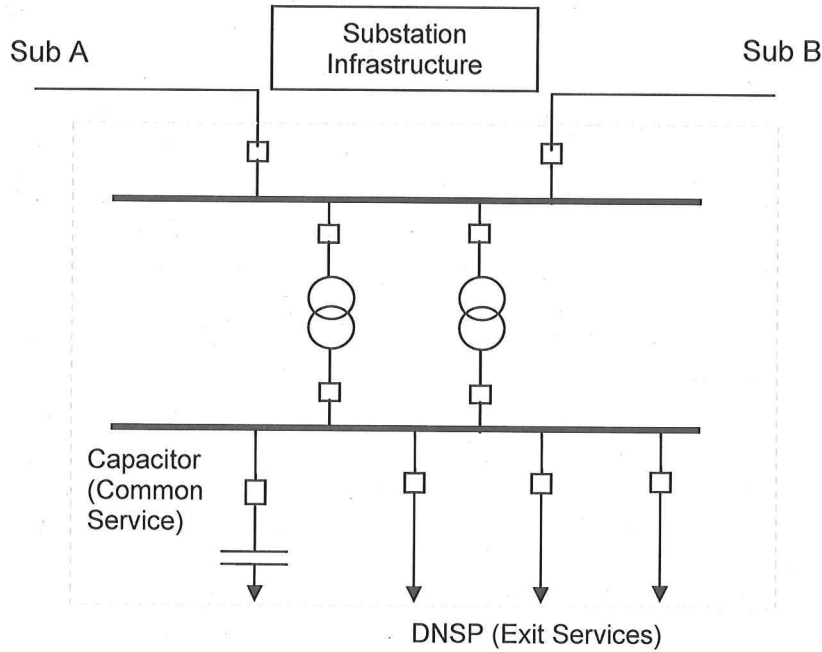 Substation
Infrastructure
Sub A
Sub B
Capacitor
(Common
Service)
DNSP (Exit Services)